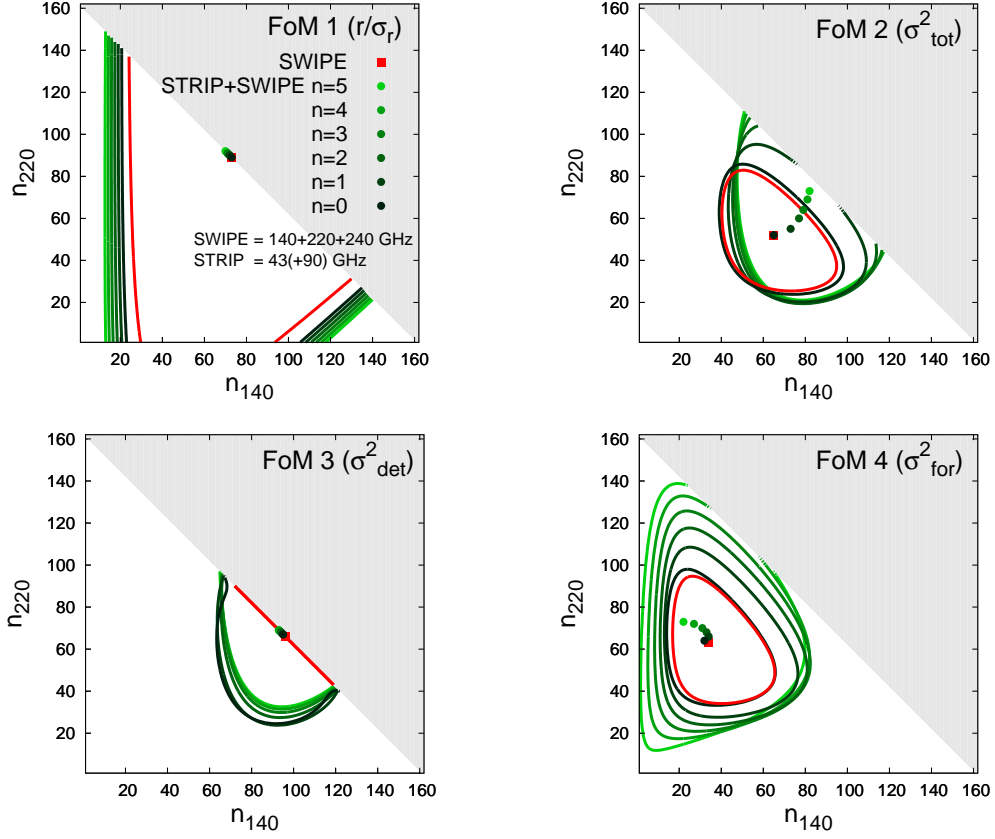 FoM 1 (r/σr)
SWIPE
STRIP+SWIPE n=5
n=4
n=3
n=2
n=1
n=0
SWIPE = 140+220+240 GHz
STRIP = 43(+90) GHz
160
140
120
100
80
60
40
20
n220
20 40 60 80 100 120 140 160
n140
FoM 2 (σ2tot)
160
140
120
100
80
60
40
20
n220
20 40 60 80 100 120 140 160
n140
FoM 3 (σ2det)
160
140
120
100
80
60
40
20
n220
20 40 60 80 100 120 140 160
n140
FoM 4 (σ2for)
160
140
120
100
80
60
40
20
n220
20 40 60 80 100 120 140 160
n140